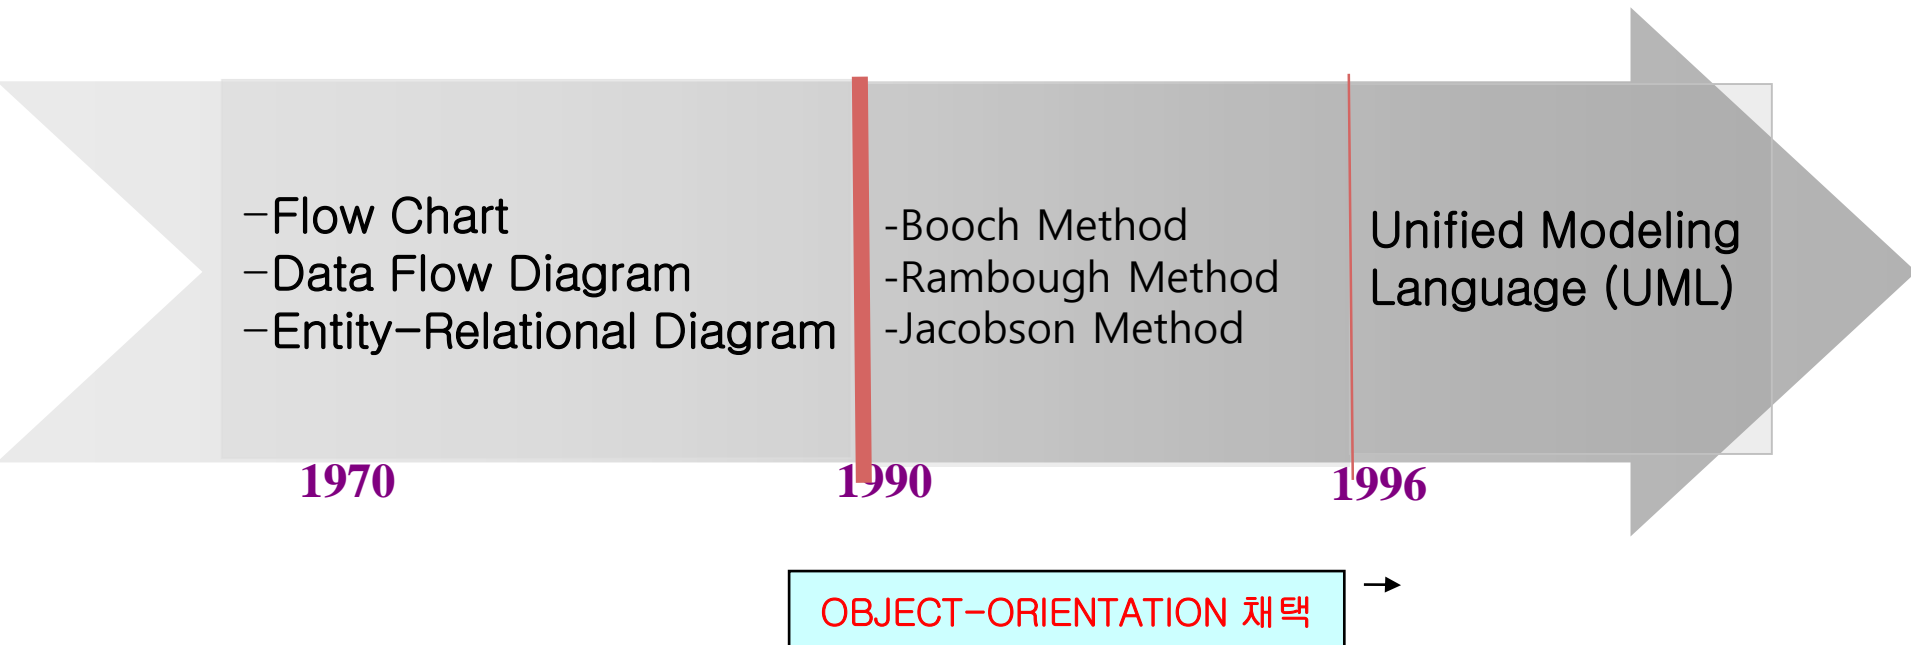 -Flow Chart
-Data Flow Diagram
-Entity-Relational Diagram
-Booch Method
-Rambough Method
-Jacobson Method
Unified Modeling
Language (UML)
1970
1990
1996
OBJECT-ORIENTATION 채택